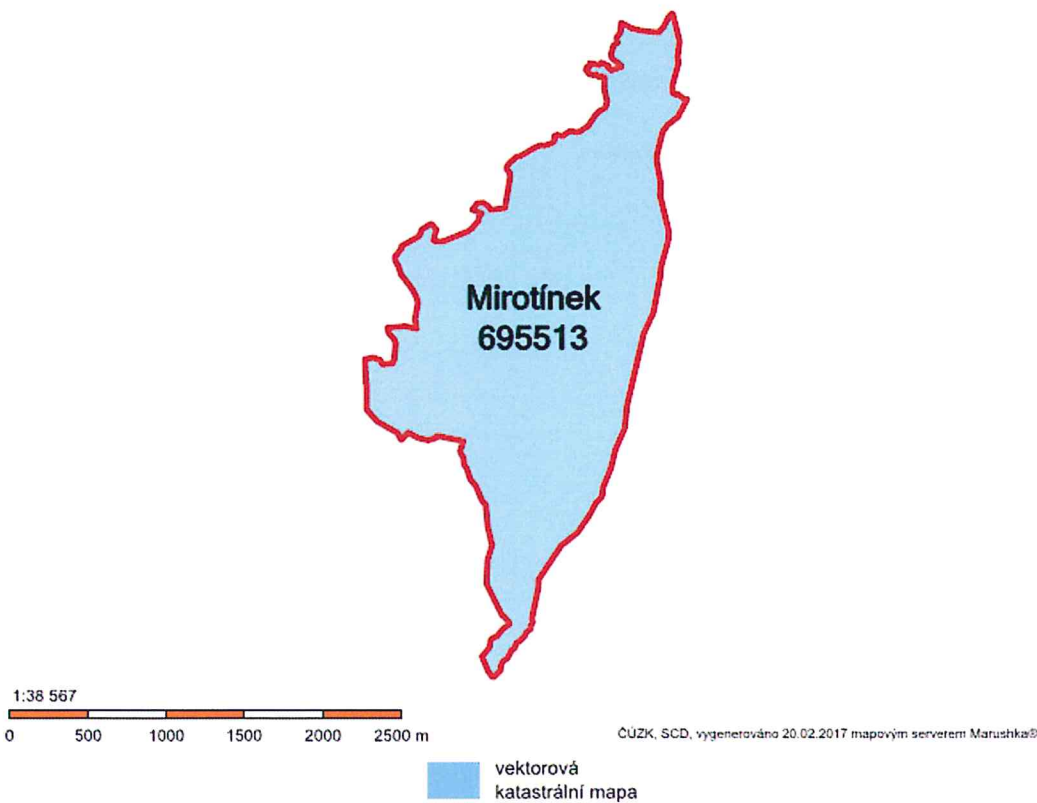 Mirotínek
695513
1:38 567
0 500 1000 1500 2000 2500 m
ČÚZK, SCD, vygenerováno 20.02.2017 mapovým serverem Marushka®
vektorová
katastrální mapa